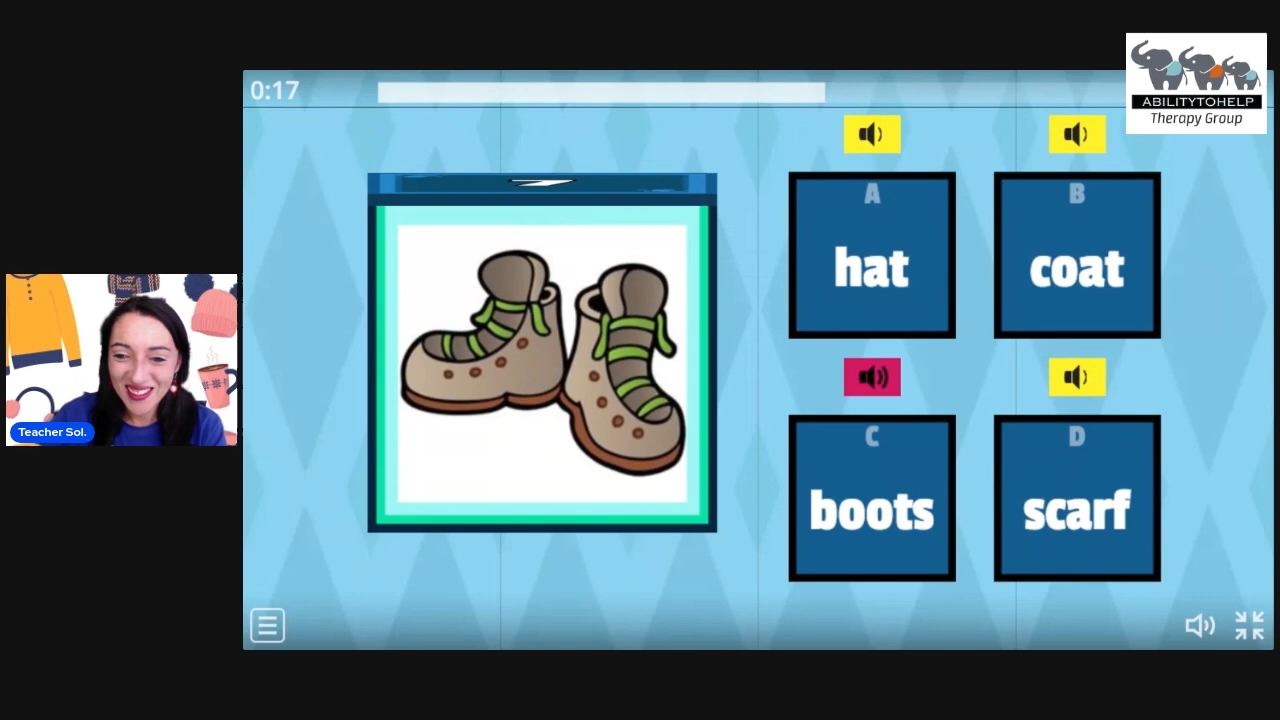 0:17
ABILITYTOHELP
Therapy Group
A
hat
B
coat
C
boots
D
scarf
Teacher Sol.